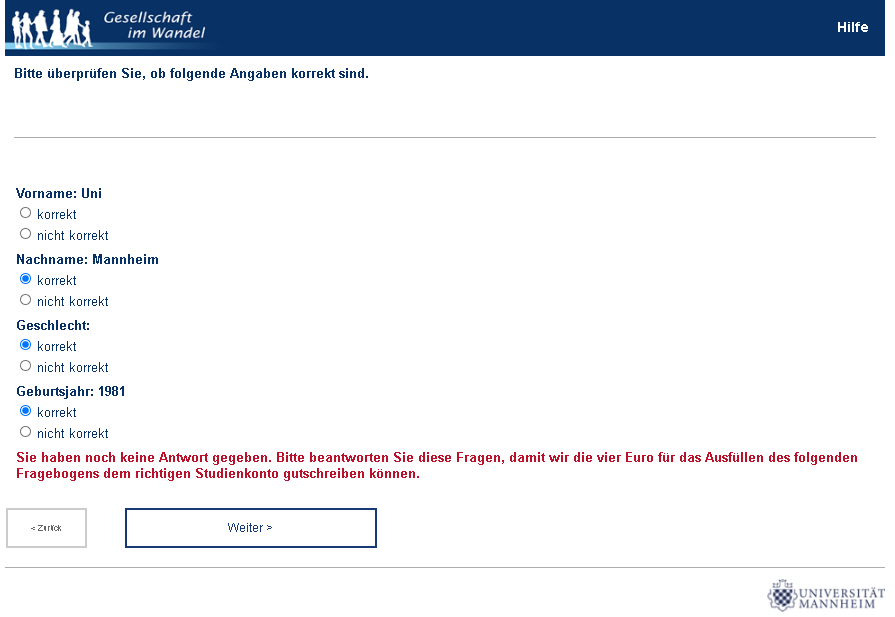 Gesellschaft
im Wandel
Hilfe
Bitte überprüfen Sie, ob folgende Angaben korrekt sind.
Vorname: Uni
korrekt
nicht korrekt
Nachname: Mannheim
korrekt
nicht korrekt
Geschlecht:
korrekt
nicht korrekt
Geburtsjahr: 1981
korrekt
nicht korrekt
Sie haben noch keine Antwort gegeben. Bitte beantworten Sie diese Fragen, damit wir die vier Euro für das Ausfüllen des folgenden
Fragebogens dem richtigen Studienkonto gutschreiben können.
< Zurück
Weiter >
UNIVERSITÄT
MANNHEIM